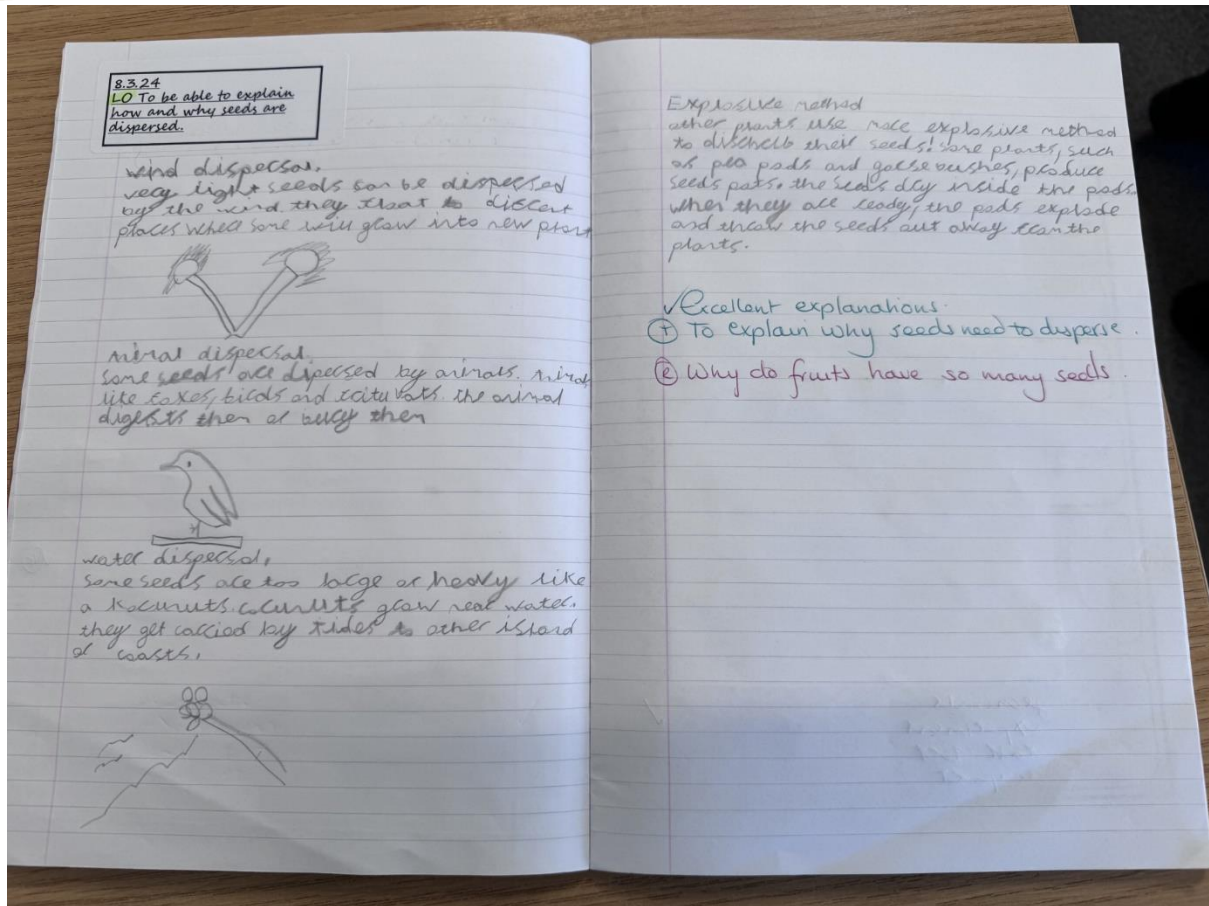 8.3.24
LO To be able to explain
how and why seeds are
dispersed.
wind dispersal.
very light seeds can be dispersed
by the wind they float to
places where some will grow into new plant
Animal dispersal.
some seeds are dipersed by animals. Animal
like foxes, birds and the animal
digests them or bury them
water dispersal.
some seeds are too large or heavy like
a Kocunuts. cocunuts grow near water.
they get carried by tides to other island
or coasts.
Explosive method
other plants use more explosive method
to their seeds. some plants, such
as pea pods and gorse bushes, produce
seeds pots. the seeds dry inside the pods.
when they are ready, the pods explode
and throw the seeds out away from the
plants.
✓ Excellent explanations.
(T) To explain why seeds need to disperse.
(e) Why do fruits have so many seeds.